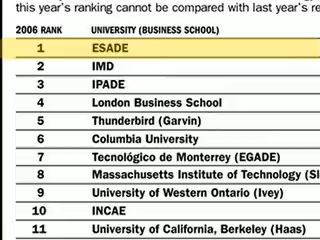 this year's ranking cannot be compared with last year's re
2006 RANK UNIVERSITY (BUSINESS SCHOOL)
1 ESADE
2 IMD
3 IPADE
4 London Business School
5 Thunderbird (Garvin)
6 Columbia University
7 Tecnológico de Monterrey (EGADE)
8 Massachusetts Institute of Technology (Sl
9 University of Western Ontario (Ivey)
10 INCAE
11 University of California, Berkeley (Haas)